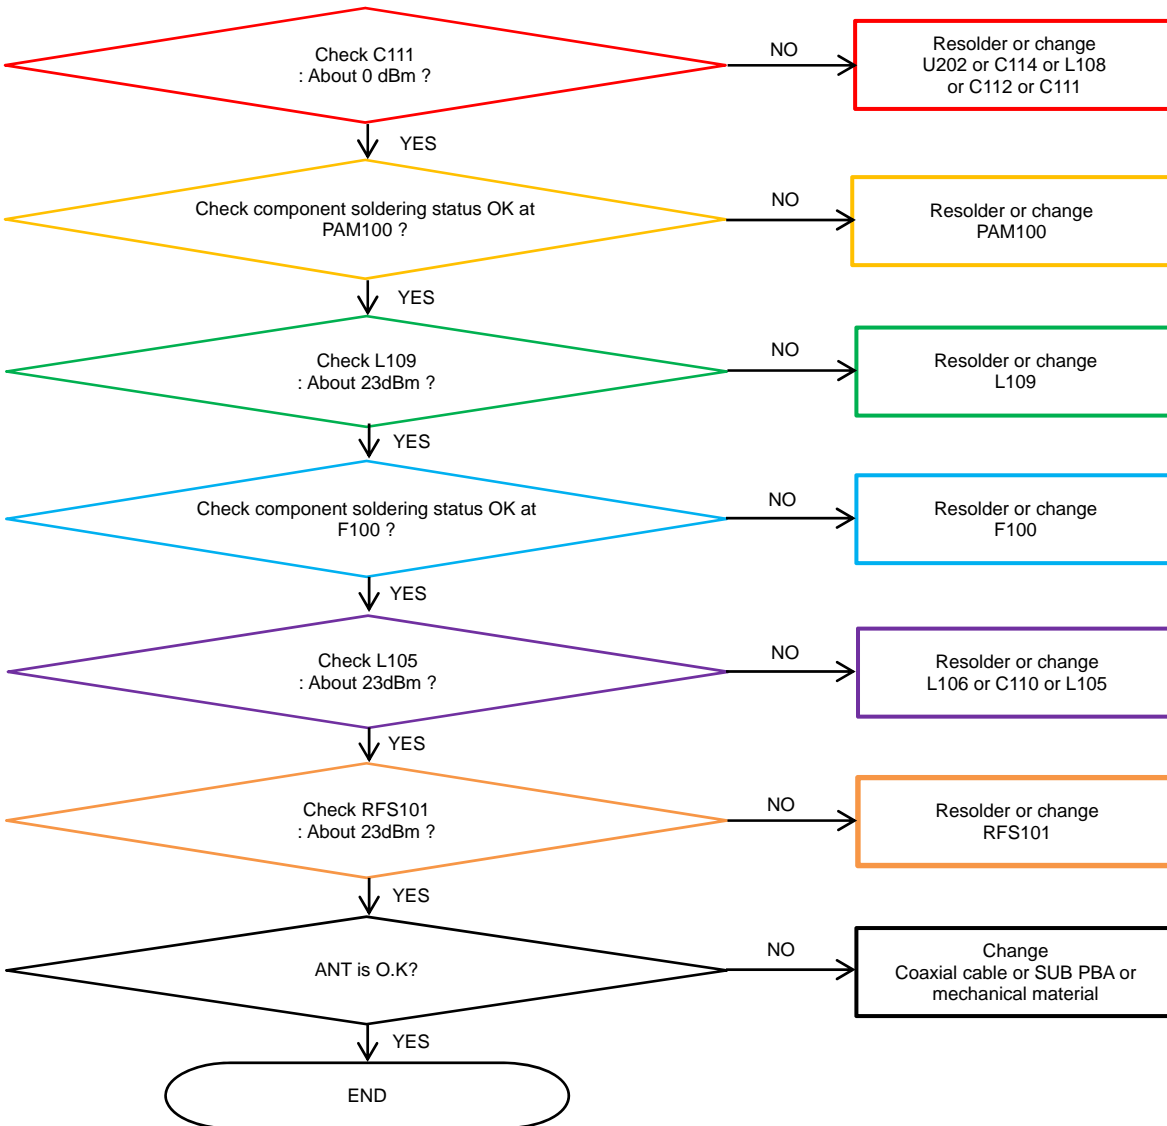 Check C111
: About 0 dBm ?
NO
Resolder or change
U202 or C114 or L108
or C112 or C111
YES
Check component soldering status OK at
PAM100 ?
NO
Resolder or change
PAM100
YES
Check L109
: About 23dBm ?
NO
Resolder or change
L109
YES
Check component soldering status OK at
F100 ?
NO
Resolder or change
F100
YES
Check L105
: About 23dBm ?
NO
Resolder or change
L106 or C110 or L105
YES
Check RFS101
: About 23dBm ?
NO
Resolder or change
RFS101
YES
ANT is O.K?
NO
Change
Coaxial cable or SUB PBA or
mechanical material
YES
END